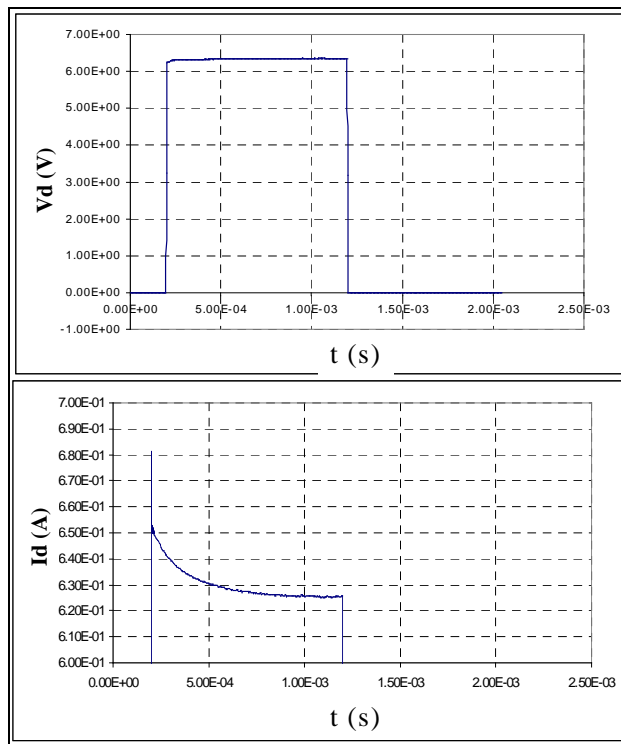 7.00E+00
6.00E+00
5.00E+00
4.00E+00
3.00E+00
2.00E+00
1.00E+00
0.00E+00
-1.00E+00
Vd (V)
0.00E+00 5.00E-04 1.00E-03 1.50E-03 2.00E-03 2.50E-03
t (s)
7.00E-01
6.90E-01
6.80E-01
6.70E-01
6.60E-01
6.50E-01
6.40E-01
6.30E-01
6.20E-01
6.10E-01
6.00E-01
Id (A)
0.00E+00 5.00E-04 1.00E-03 1.50E-03 2.00E-03 2.50E-03
t (s)